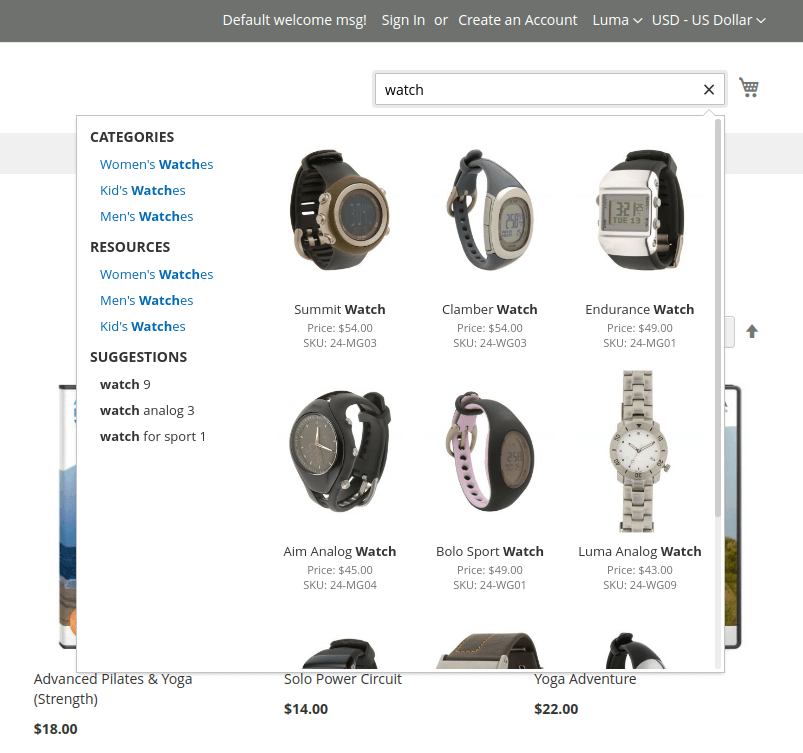 Default welcome msg! Sign In or Create an Account Luma USD - US Dollar
watch
CATEGORIES
Women's Watches
Kid's Watches
Men's Watches
RESOURCES
Women's Watches
Men's Watches
Kid's Watches
SUGGESTIONS
watch 9
watch analog 3
watch for sport 1
Summit Watch
Price: $54.00
SKU: 24-MG03
Clamber Watch
Price: $54.00
SKU: 24-WG03
Endurance Watch
Price: $49.00
SKU: 24-MG01
Aim Analog Watch
Price: $45.00
SKU: 24-MG04
Bolo Sport Watch
Price: $49.00
SKU: 24-WG01
Luma Analog Watch
Price: $43.00
SKU: 24-WG09
Advanced Pilates & Yoga
(Strength)
$18.00
Solo Power Circuit
$14.00
Yoga Adventure
$22.00